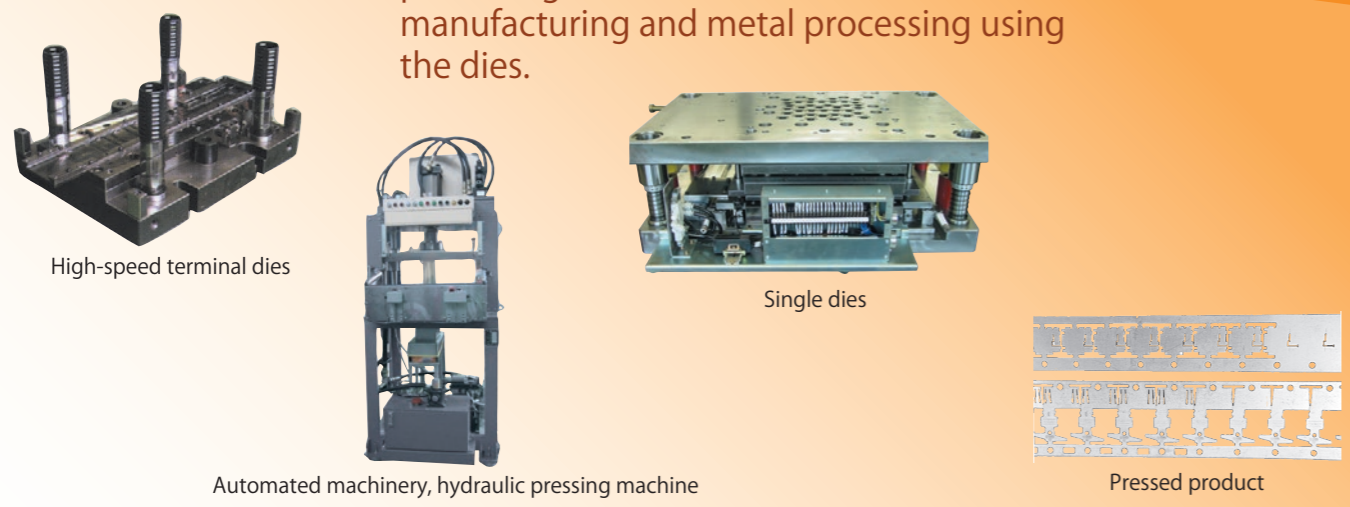 manufacturing and metal processing using
the dies.
High-speed terminal dies
Single dies
Automated machinery, hydraulic pressing machine
Pressed product